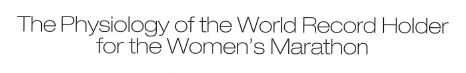 The Physiology of the World Record Holder
for the Women's Marathon